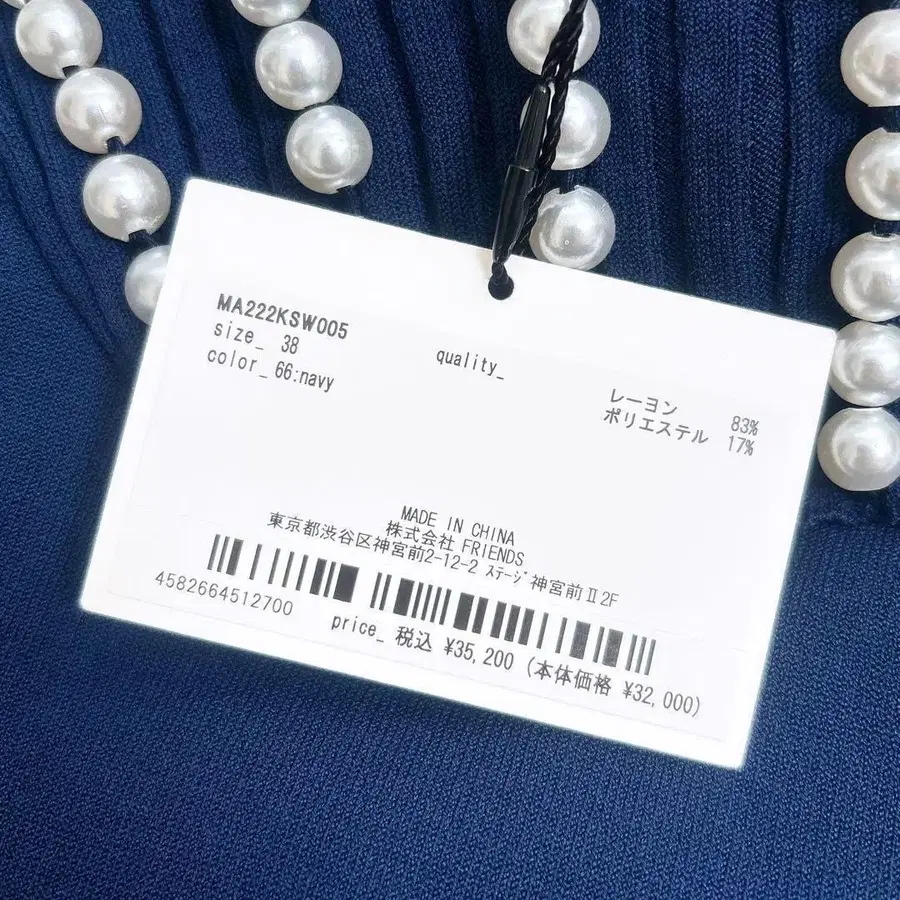 MA222KSW005
size_ 38
color_ 66:navy
quality_
レーヨン 83%
ポリエステル 17%
MADE IN CHINA
株式会社 FRIENDS
東京都渋谷区神宮前2-12-2 ｽﾃｰｼﾞ神宮前Ⅱ2F
4582664512700
price_ 税込 ¥35,200 (本体価格 ¥32,000)